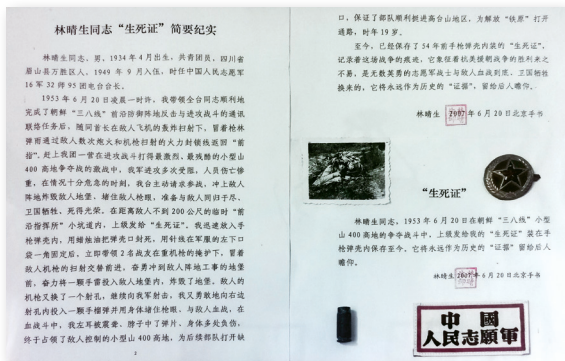 林晴生同志“生死证”简要纪实
林晴生同志，男，1934年4月出生，共青团员，四川省
眉山县万胜区人，1949年9月入伍，时任中国人民志愿军
16军32师95团电台台长。
1953年6月20日凌晨一时许，我带领全台同志顺利地
完成了朝鲜“三八线”前沿防御阵地反击与进攻战斗的通讯
联络任务后，随同首长在敌人飞机的轰炸扫射下，冒着枪林
弹雨通过敌人数次炮火和机枪扫射的火力封锁线返回“前
指”，赶上我团一营在进攻战斗打得最激烈，最残酷的小型山
400高地争夺战的激战中，我军进攻多次受阻，人员伤亡惨
重，在情况十分危急的时刻，我台主动请求参战，冲上敌人
阵地炸毁敌人地堡，堵住敌人枪眼，准备与敌人同归于尽，
卫国牺牲，死得光荣，在距离敌人不到200公尺的临时“前
沿指挥所”小坑道内，上级发给“生死证”，我迅速放入手
枪弹壳内，用蜡烛油把弹壳口封死，用针线在军服的左下口
袋一角固定后，立即带领2名战友在重机枪的掩护下，冒着
敌人机枪的扫射交替前进，奋勇冲到敌人阵地工事的地堡
前，奋力将一颗手雷投入敌人地堡内，炸毁了地堡，敌人的
机枪又换了一个射孔，继续向我军射击，我又勇敢地向右边
射孔内投入一颗手榴弹并用身体堵住枪眼，与敌人血战，在
血战斗中，我左耳被震聋，脖子中了弹片，身体多处负伤，
终于占领了敌人控制的小型山400高地，为后续部队打开缺
2
口，保证了部队顺利挺进高台山地区，为解放“铁原”打开
通路，时年19岁。
至今，已经保存了54年前手枪弹壳内装的“生死证”，
记录着这场战争的痕迹，它象征着抗美援朝战争的胜利来之
不易，是无数英勇的志愿军战士与敌人血战到底、卫国牺牲
换来的，它将永远作为历史的“证据”，留给后人瞻仰。
林晴生 2007年6月20日北京手书
“生死证”
林晴生同志，1953年6月20日在朝鲜“三八线”小型
山400高地的争夺战斗中，上级发给我的“生死证”装在手
枪弹壳内保存至今，它将永远作为历史的“证据”留给后人
瞻仰。
林晴生 2007年6月20日北京手书
中國
人民志願軍